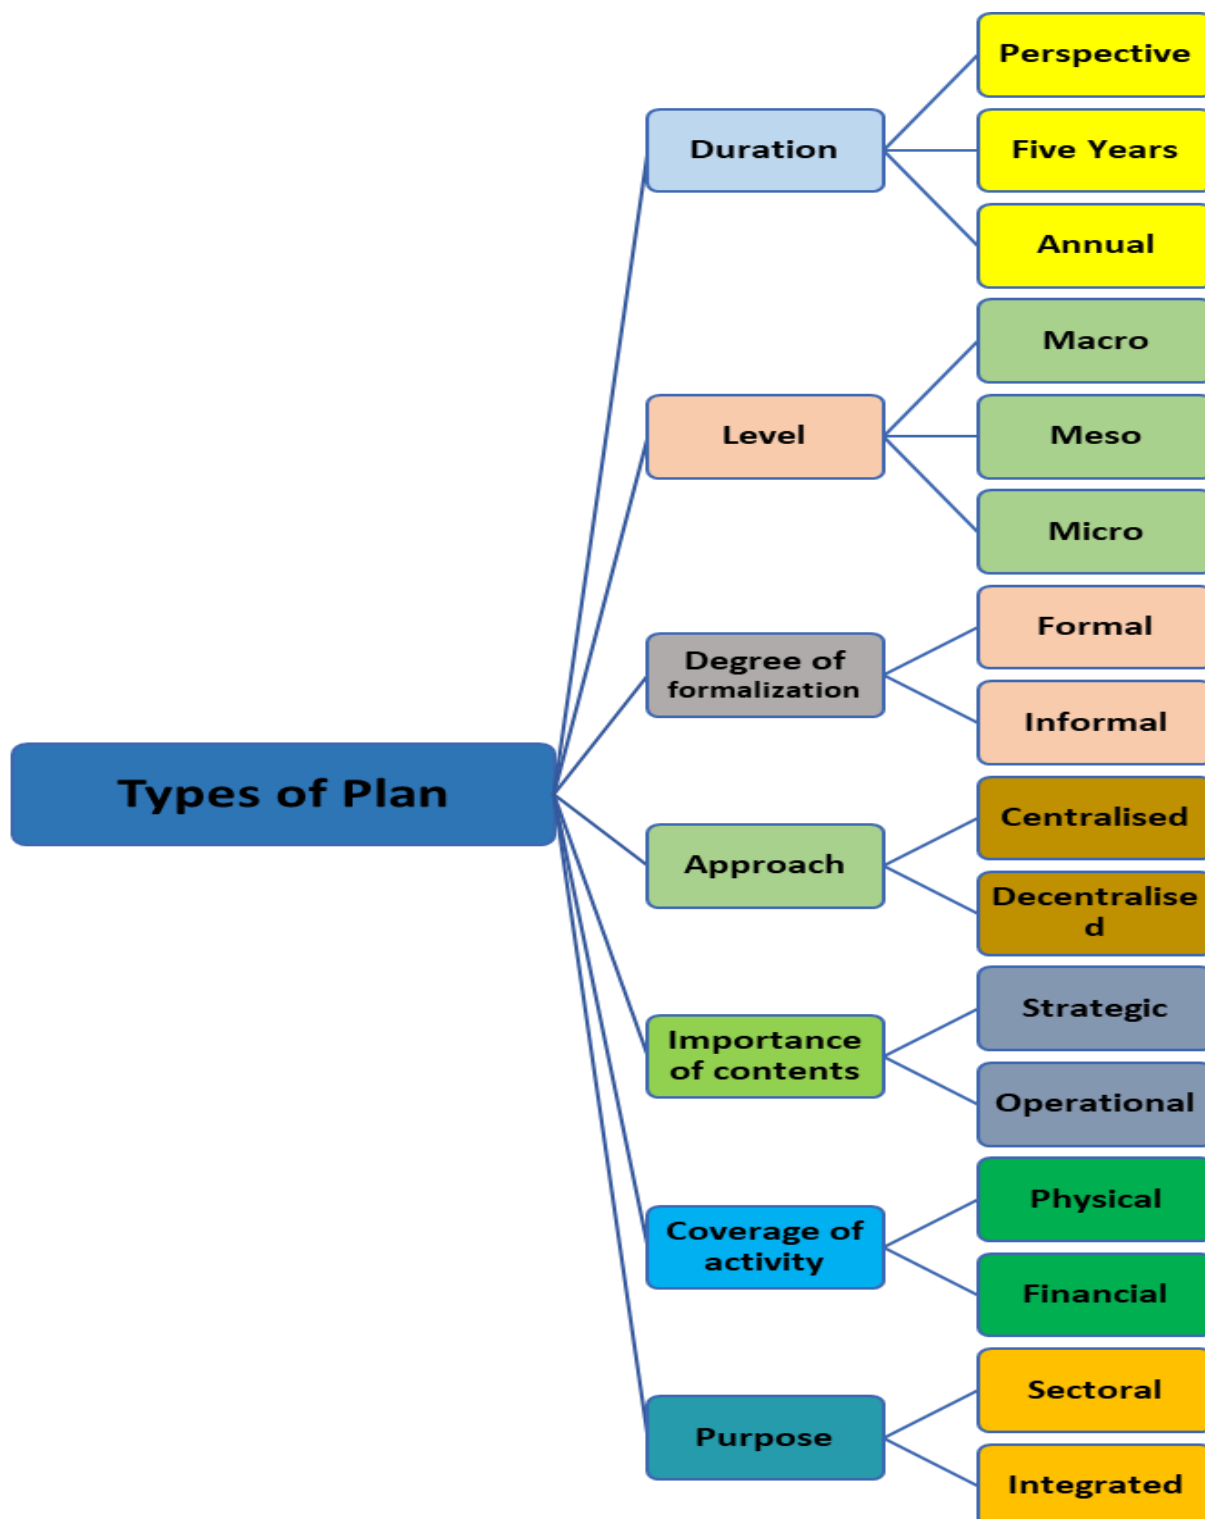 Types of Plan
Duration
Perspective
Five Years
Annual
Level
Macro
Meso
Micro
Degree of
formalization
Formal
Informal
Approach
Centralised
Decentralise
d
Importance
of contents
Strategic
Operational
Coverage of
activity
Physical
Financial
Purpose
Sectoral
Integrated